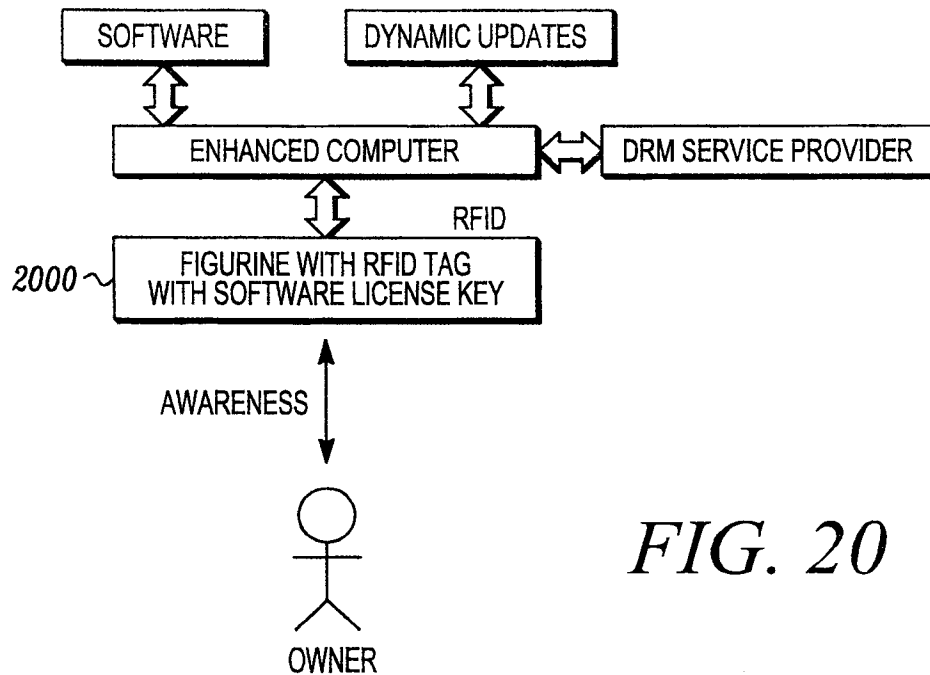 SOFTWARE
DYNAMIC UPDATES
ENHANCED COMPUTER
DRM SERVICE PROVIDER
RFID
2000
FIGURINE WITH RFID TAG
WITH SOFTWARE LICENSE KEY
AWARENESS
OWNER
FIG. 20